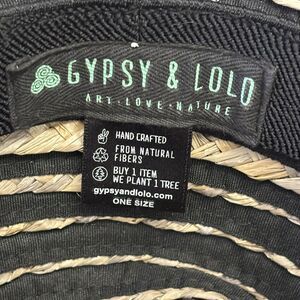 GYPSY & LOLO
ART · LOVE · NATURE
HAND CRAFTED
FROM NATURAL
FIBERS
BUY 1 ITEM
WE PLANT 1 TREE
gypsyandlolo.com
ONE SIZE